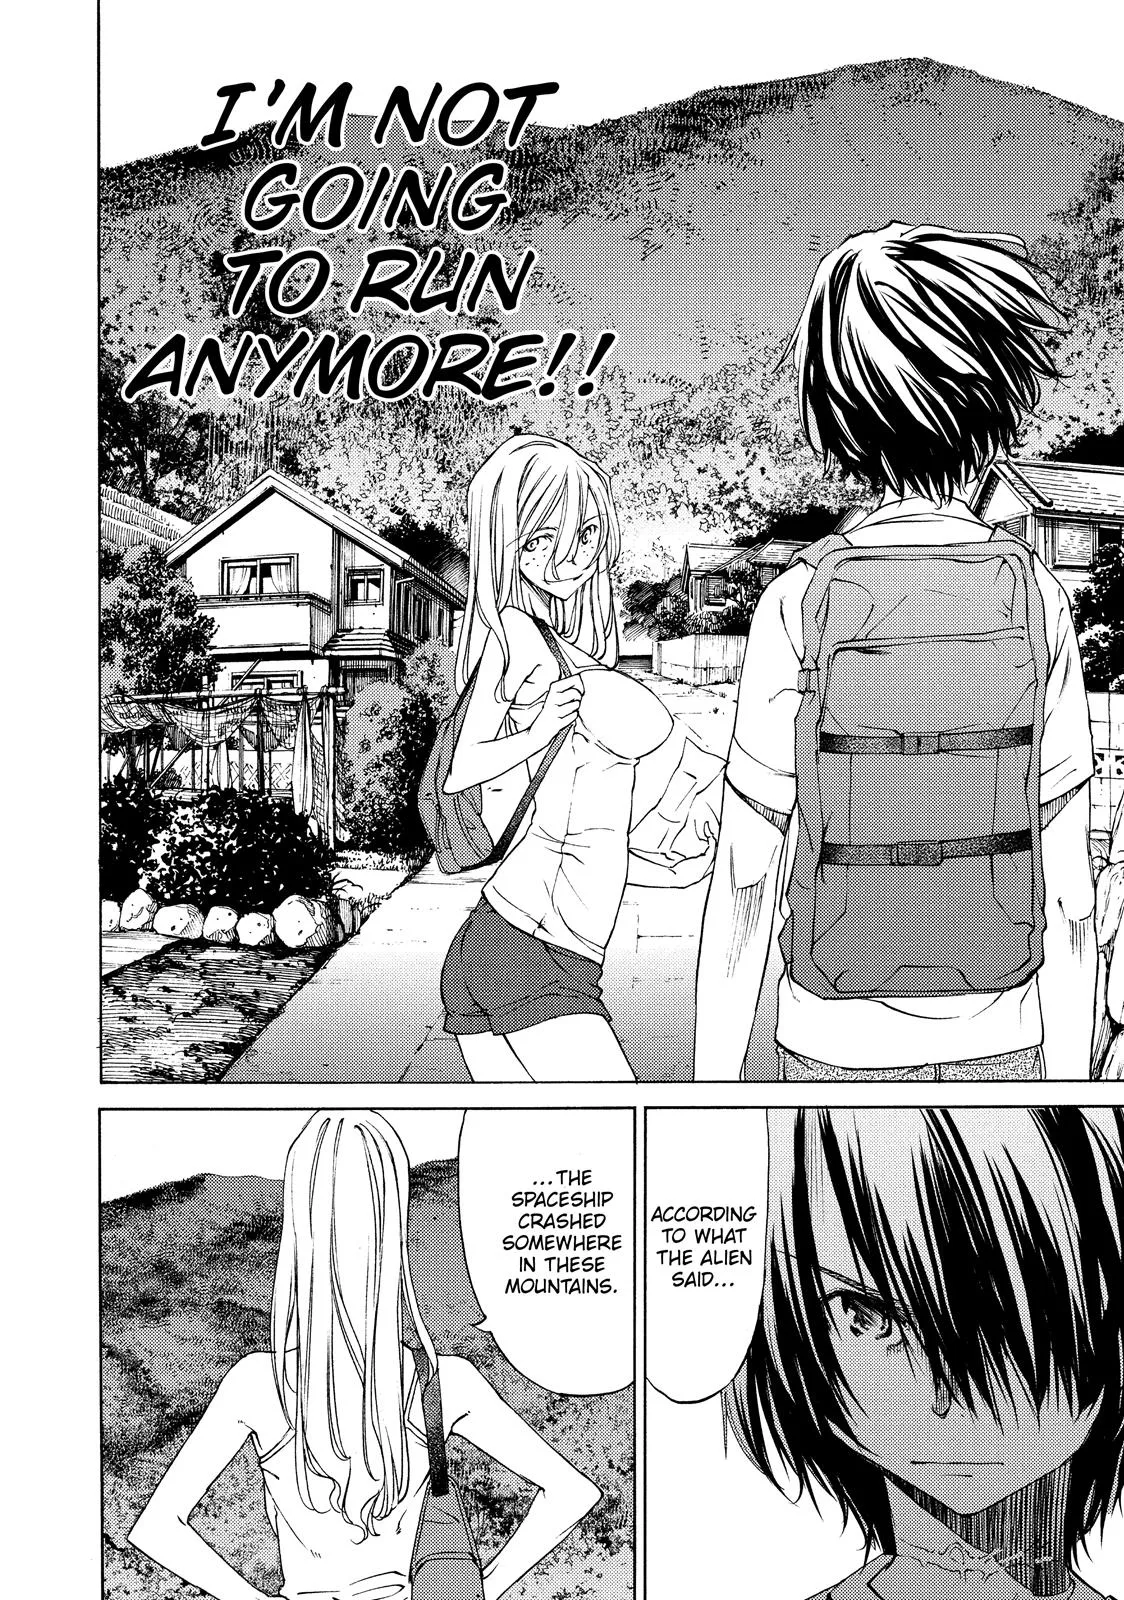 I'M NOT
GOING
TO RUN
ANYMORE!!
ACCORDING
TO WHAT
THE ALIEN
SAID...
...THE
SPACESHIP
CRASHED
SOMEWHERE
IN THESE
MOUNTAINS.